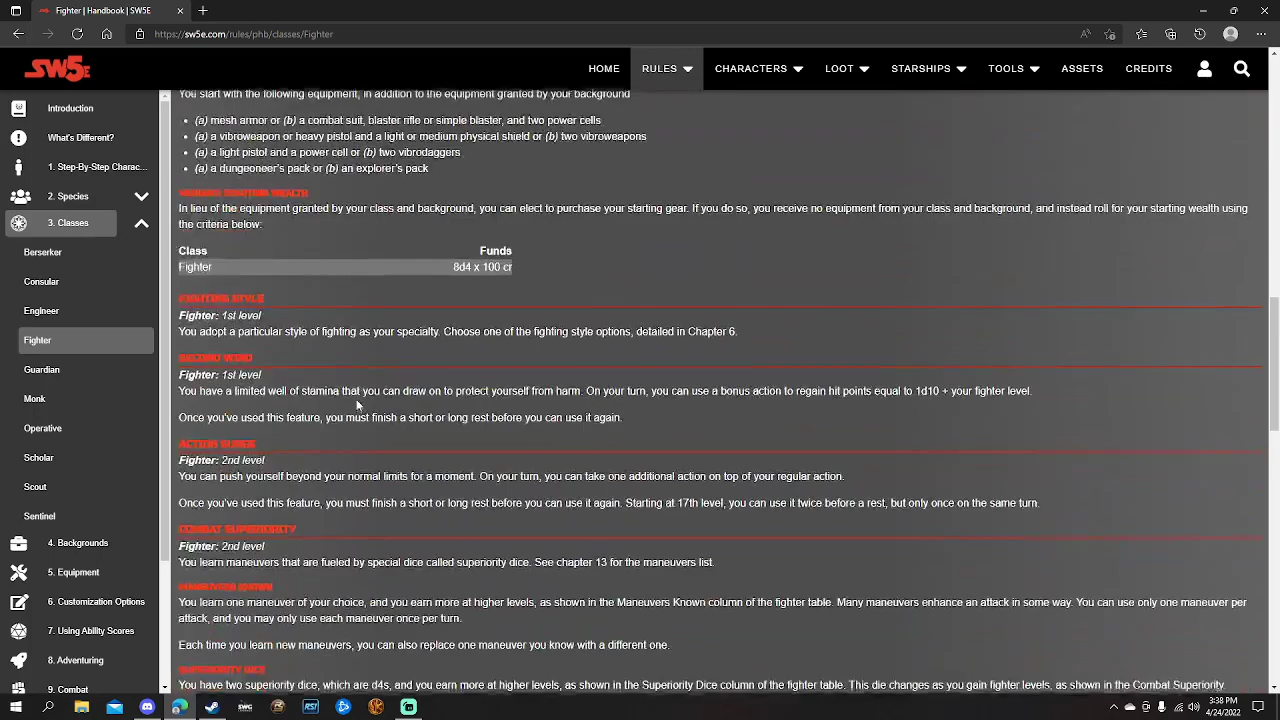 Fighter | Handbook | SW5E
https://sw5e.com/rules/phb/classes/Fighter
SW5E
HOME
RULES
CHARACTERS
LOOT
STARSHIPS
TOOLS
ASSETS
CREDITS
Introduction
What's Different?
1. Step-By-Step Charac...
2. Species
3. Classes
Berserker
Consular
Engineer
Fighter
Guardian
Monk
Operative
Scholar
Scout
Sentinel
4. Backgrounds
5. Equipment
6. Customization Options
7. Using Ability Scores
8. Adventuring
9. Combat
You start with the following equipment, in addition to the equipment granted by your background
• (a) mesh armor or (b) a combat suit, blaster rifle or simple blaster, and two power cells
• (a) a vibroweapon or heavy pistol and a light or medium physical shield or (b) two vibroweapons
• (a) a light pistol and a power cell or (b) two vibrodaggers
• (a) a dungeoneer's pack or (b) an explorer's pack
VARIANT: STARTING WEALTH
In lieu of the equipment granted by your class and background, you can elect to purchase your starting gear. If you do so, you receive no equipment from your class and background, and instead roll for your starting wealth using
the criteria below:
Class Funds
Fighter 8d4 x 100 cr
FIGHTING STYLE
Fighter: 1st level
You adopt a particular style of fighting as your specialty. Choose one of the fighting style options, detailed in Chapter 6.
SECOND WIND
Fighter: 1st level
You have a limited well of stamina that you can draw on to protect yourself from harm. On your turn, you can use a bonus action to regain hit points equal to 1d10 + your fighter level.
Once you've used this feature, you must finish a short or long rest before you can use it again.
ACTION SURGE
Fighter: 2nd level
You can push yourself beyond your normal limits for a moment. On your turn, you can take one additional action on top of your regular action.
Once you've used this feature, you must finish a short or long rest before you can use it again. Starting at 17th level, you can use it twice before a rest, but only once on the same turn.
COMBAT SUPERIORITY
Fighter: 2nd level
You learn maneuvers that are fueled by special dice called superiority dice. See chapter 13 for the maneuvers list.
MANEUVERS KNOWN
You learn one maneuver of your choice, and you earn more at higher levels, as shown in the Maneuvers Known column of the fighter table. Many maneuvers enhance an attack in some way. You can use only one maneuver per
attack, and you may only use each maneuver once per turn.
Each time you learn new maneuvers, you can also replace one maneuver you know with a different one.
SUPERIORITY DICE
You have two superiority dice, which are d4s, and you earn more at higher levels, as shown in the Superiority Dice column of the fighter table. This die changes as you gain fighter levels, as shown in the Combat Superiority.
3:38 PM
4/24/2022